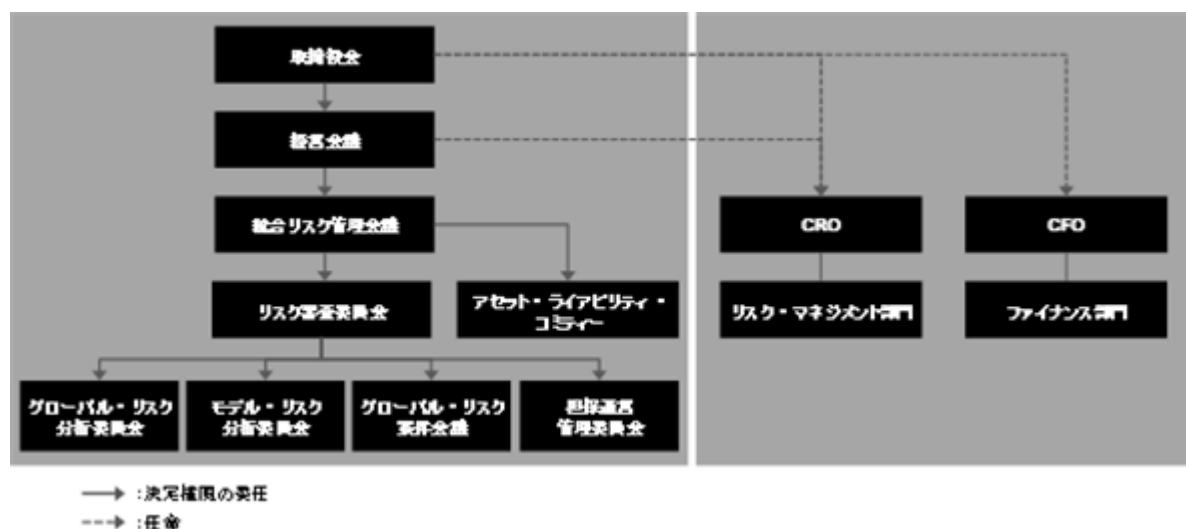 取締役会
経営会議
統合リスク管理会議
CRO
CFO
リスク審査委員会
アセット・ライアビリティ・
コミティー
リスク・マネジメント部門
ファイナンス部門
グローバル・リスク
分析委員会
モデル・リスク
分析委員会
グローバル・リスク
案件会議
担保運営
管理委員会
:決定権限の委任
:任命